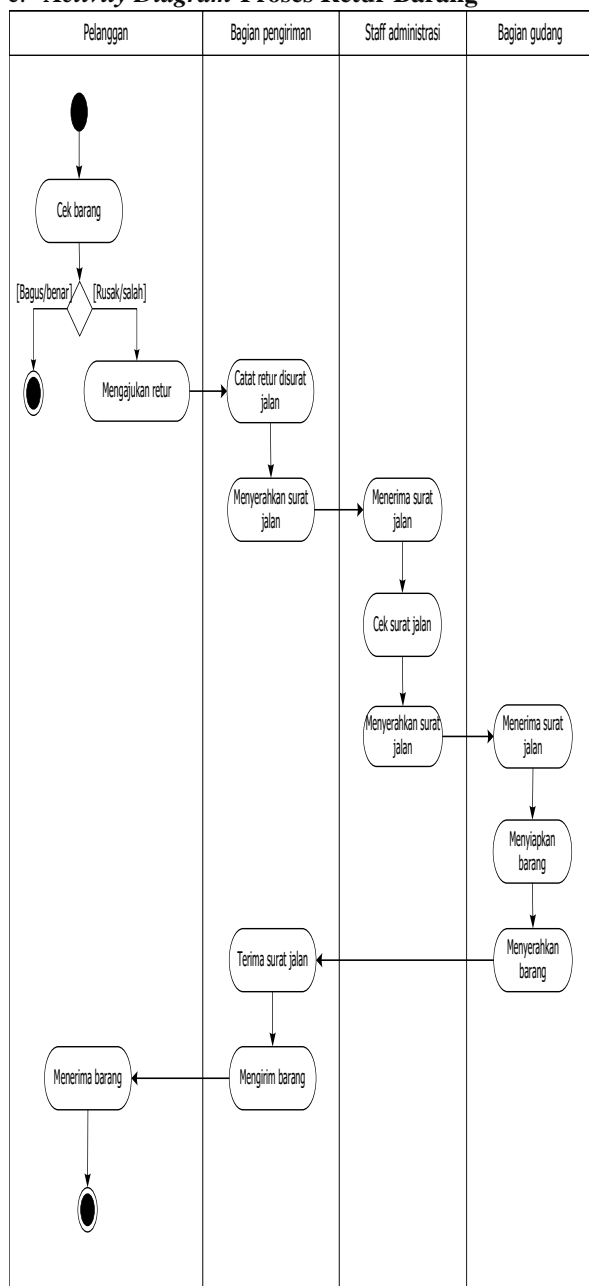 Activity Diagram Proses Retur Barang
Pelanggan
Bagian pengiriman
Staff administrasi
Bagian gudang
Cek barang
[Bagus/benar]
[Rusak/salah]
Mengajukan retur
Catat retur disurat
jalan
Menyerahkan surat
jalan
Menerima surat
jalan
Cek surat jalan
Menyerahkan surat
jalan
Menerima surat
jalan
Menyiapkan
barang
Menyerahkan
barang
Terima surat jalan
Mengirim barang
Menerima barang